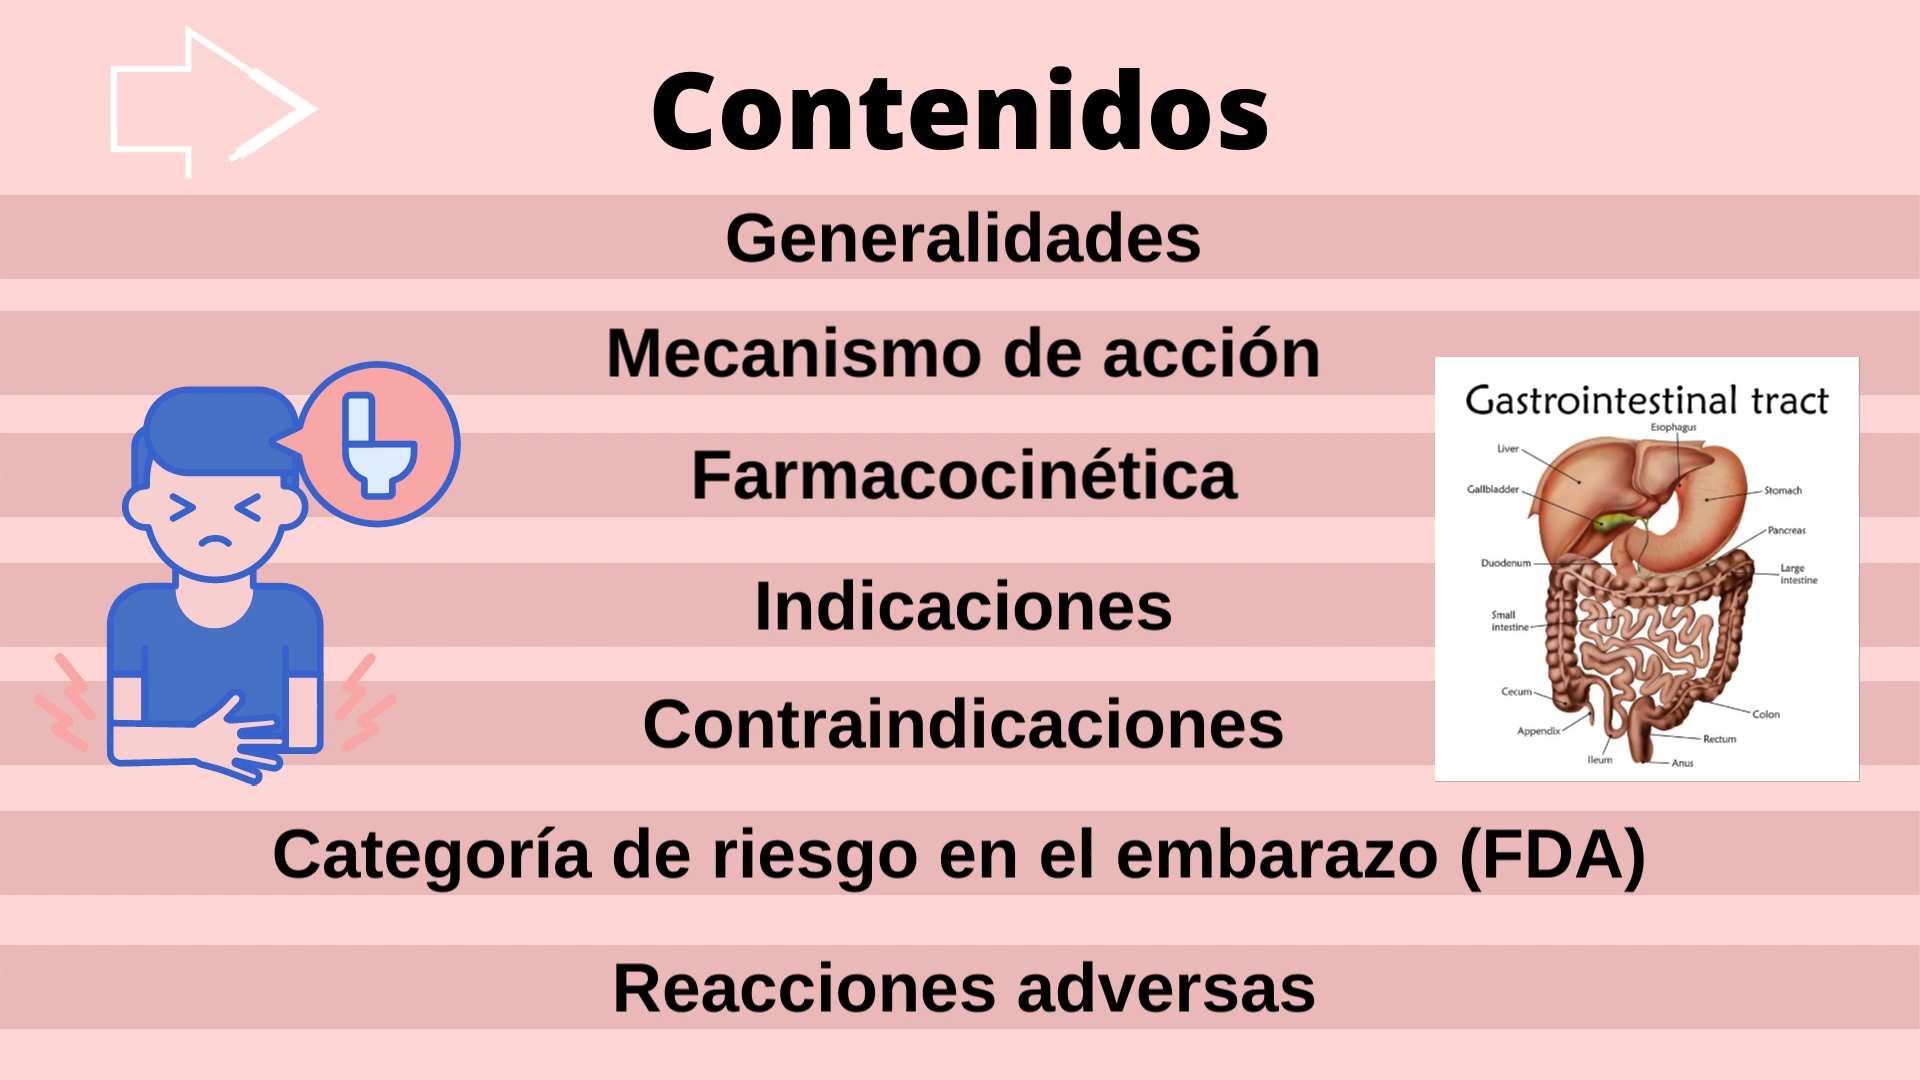 Contenidos
Generalidades
Mecanismo de acción
Farmacocinética
Indicaciones
Contraindicaciones
Categoría de riesgo en el embarazo (FDA)
Reacciones adversas
Gastrointestinal tract
Esophagus
Liver
Gallbladder
Stomach
Pancreas
Duodenum
Large
intestine
Small
intestine
Cecum
Colon
Appendix
Rectum
Ileum
Anus